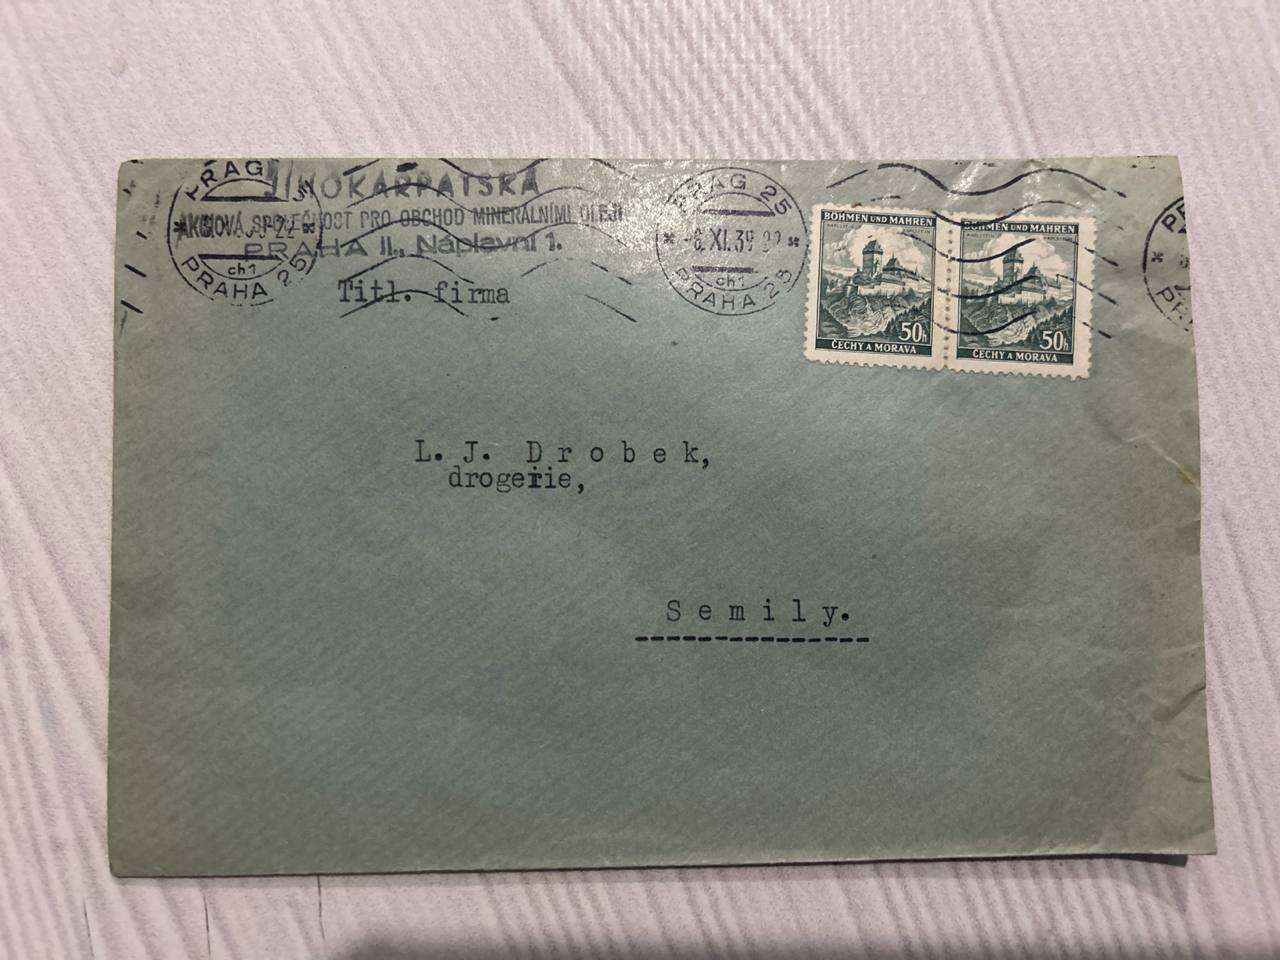 PRAG 25
PRAHA 25
ch1
AKCIOVÁ SPOLEČNOST PRO OBCHOD MINERÁLNÍMI OLEJI
PRAHA II., Náplavní 1.
Titl. firma
PRAG 25
-6.XI.39
ch1
PRAHA 25
BÖHMEN UND MÄHREN
50h
ČECHY A MORAVA
BÖHMEN UND MÄHREN
50h
ČECHY A MORAVA
L. J. Drobek,
drogerie,
Semily.